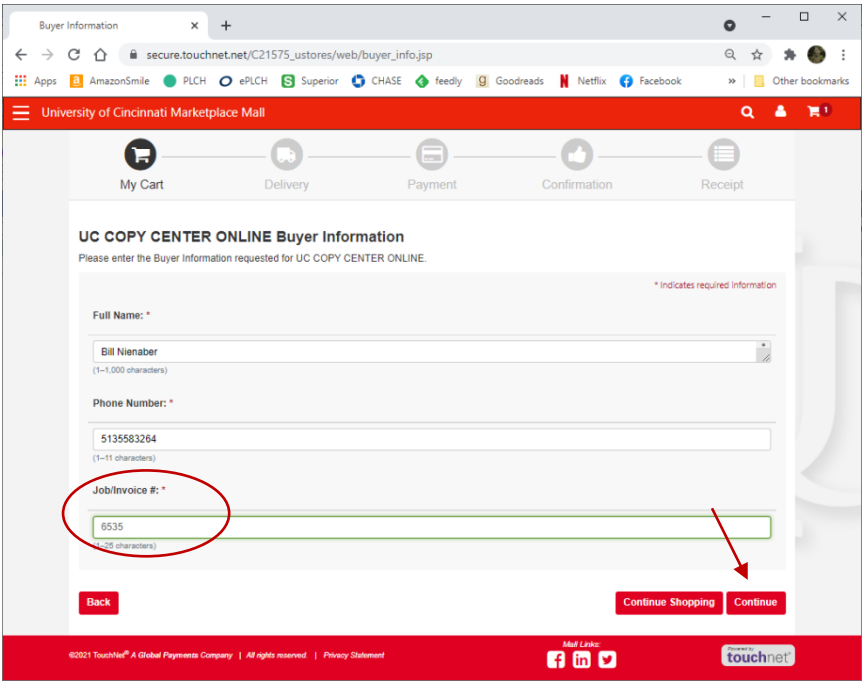 Buyer Information
secure.touchnet.net/C21575_ustores/web/buyer_info.jsp
Apps AmazonSmile PLCH ePLCH Superior CHASE feedly Goodreads Netflix Facebook » Other bookmarks
University of Cincinnati Marketplace Mall 1
My Cart Delivery Payment Confirmation Receipt
UC COPY CENTER ONLINE Buyer Information
Please enter the Buyer Information requested for UC COPY CENTER ONLINE.
* Indicates required information
Full Name: *
Bill Nienaber
(1–1,000 characters)
Phone Number: *
5135583264
(1–11 characters)
Job/Invoice #: *
6535
(1–25 characters)
Back Continue Shopping Continue
Mall Links:
©2021 TouchNet® A Global Payments Company | All rights reserved. | Privacy Statement
Powered by
touchnet®